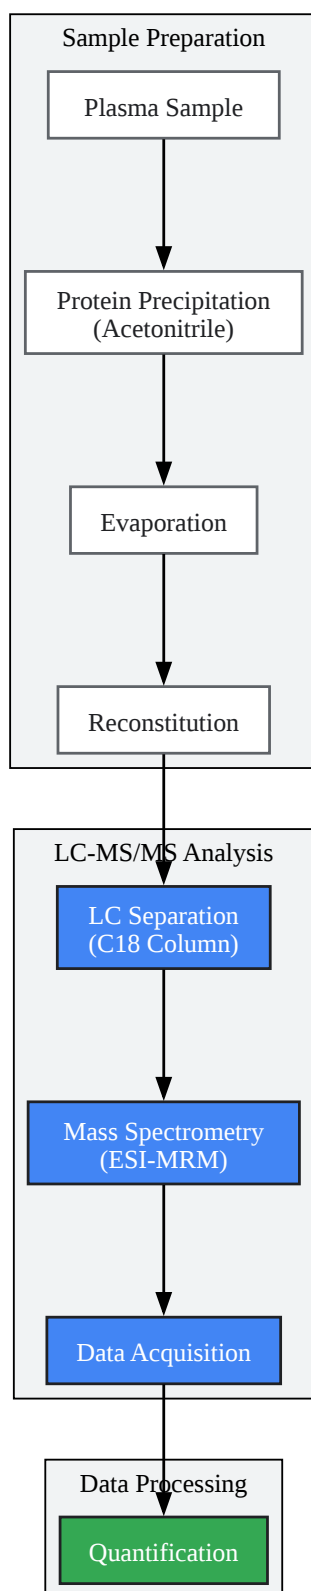 Sample Preparation
Plasma Sample
Protein Precipitation
(Acetonitrile)
Evaporation
Reconstitution
LC-MS/MS Analysis
LC Separation
(C18 Column)
Mass Spectrometry
(ESI-MRM)
Data Acquisition
Data Processing
Quantification